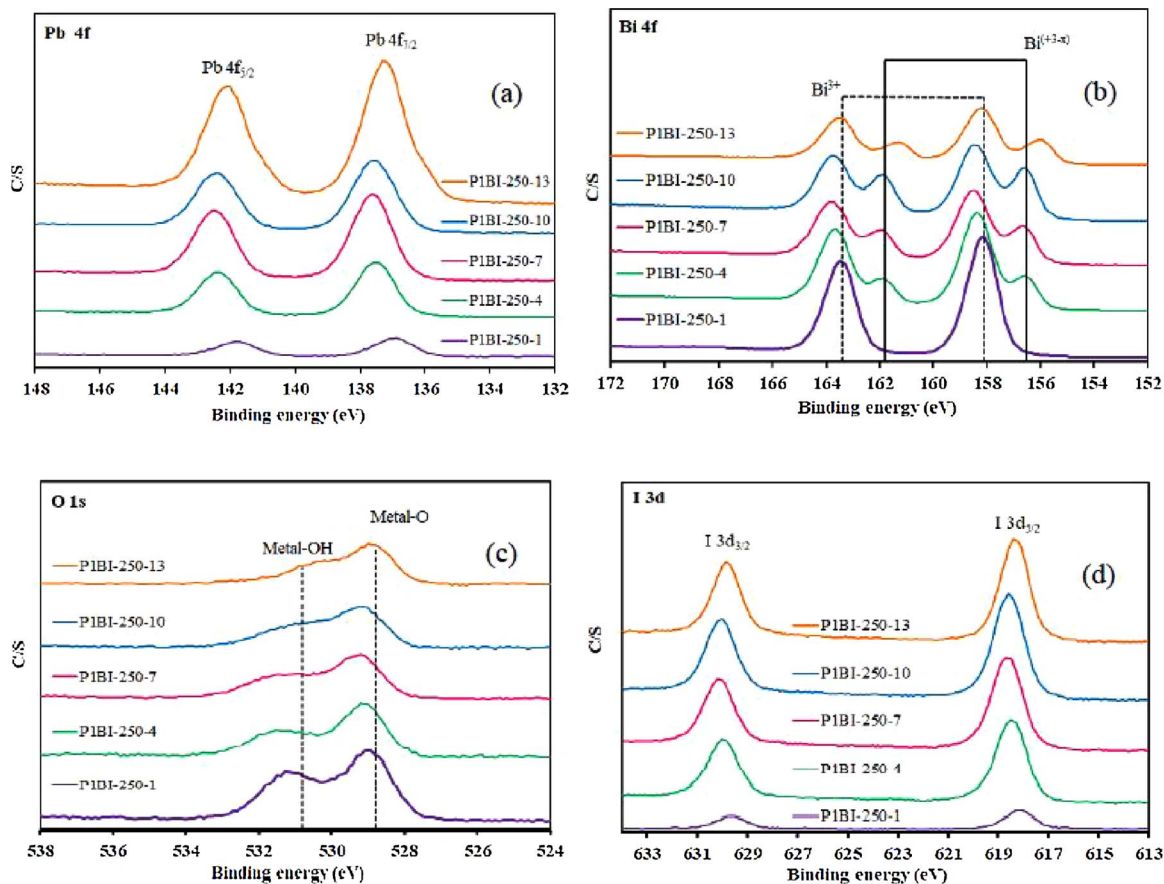 Pb 4f
Pb 4f7/2
Pb 4f5/2
(a)
C/S
P1BI-250-13
P1BI-250-10
P1BI-250-7
P1BI-250-4
P1BI-250-1
148 146 144 142 140 138 136 134 132
Binding energy (eV)
Bi 4f
Bi(+3-x)
Bi3+
(b)
C/S
P1BI-250-13
P1BI-250-10
P1BI-250-7
P1BI-250-4
P1BI-250-1
172 170 168 166 164 162 160 158 156 154 152
Binding energy (eV)
O 1s
Metal-O
Metal-OH
(c)
C/S
P1BI-250-13
P1BI-250-10
P1BI-250-7
P1BI-250-4
P1BI-250-1
538 536 534 532 530 528 526 524
Binding energy (eV)
I 3d
I 3d5/2
I 3d3/2
(d)
C/S
P1BI-250-13
P1BI-250-10
P1BI-250-7
P1BI-250-4
P1BI-250-1
633 631 629 627 625 623 621 619 617 615 613
Binding energy (eV)